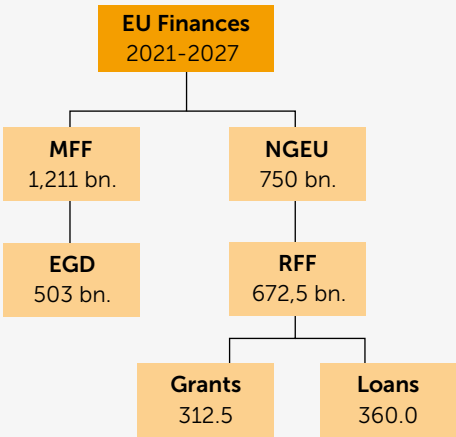 EU Finances
2021-2027
MFF
1,211 bn.
NGEU
750 bn.
EGD
503 bn.
RFF
672,5 bn.
Grants
312.5
Loans
360.0